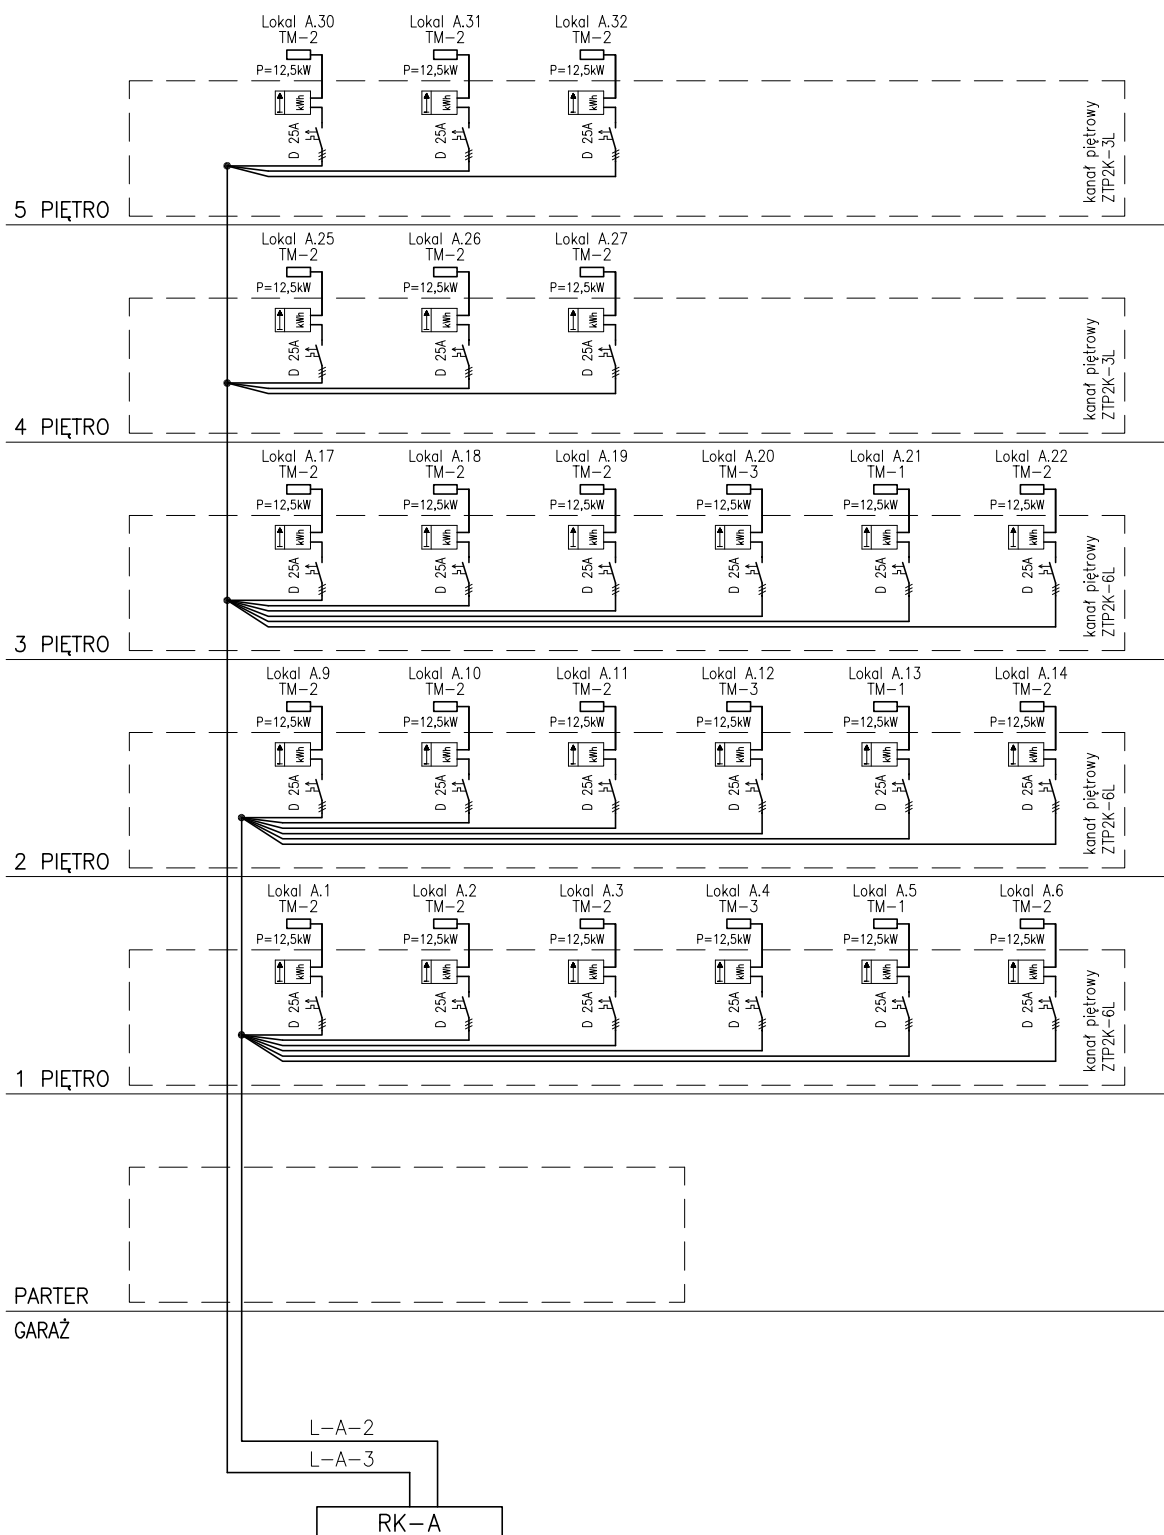 Lokal A.30 Lokal A.31 Lokal A.32
TM-2 TM-2 TM-2
P=12,5kW P=12,5kW P=12,5kW
kWh kWh kWh
D 25A D 25A D 25A
kanał piętrowy
ZTP2K-3L
5 PIĘTRO
Lokal A.25 Lokal A.26 Lokal A.27
TM-2 TM-2 TM-2
P=12,5kW P=12,5kW P=12,5kW
kWh kWh kWh
D 25A D 25A D 25A
kanał piętrowy
ZTP2K-3L
4 PIĘTRO
Lokal A.17 Lokal A.18 Lokal A.19 Lokal A.20 Lokal A.21 Lokal A.22
TM-2 TM-2 TM-2 TM-3 TM-1 TM-2
P=12,5kW P=12,5kW P=12,5kW P=12,5kW P=12,5kW P=12,5kW
kWh kWh kWh kWh kWh kWh
D 25A D 25A D 25A D 25A D 25A D 25A
kanał piętrowy
ZTP2K-6L
3 PIĘTRO
Lokal A.9 Lokal A.10 Lokal A.11 Lokal A.12 Lokal A.13 Lokal A.14
TM-2 TM-2 TM-2 TM-3 TM-1 TM-2
P=12,5kW P=12,5kW P=12,5kW P=12,5kW P=12,5kW P=12,5kW
kWh kWh kWh kWh kWh kWh
D 25A D 25A D 25A D 25A D 25A D 25A
kanał piętrowy
ZTP2K-6L
2 PIĘTRO
Lokal A.1 Lokal A.2 Lokal A.3 Lokal A.4 Lokal A.5 Lokal A.6
TM-2 TM-2 TM-2 TM-3 TM-1 TM-2
P=12,5kW P=12,5kW P=12,5kW P=12,5kW P=12,5kW P=12,5kW
kWh kWh kWh kWh kWh kWh
D 25A D 25A D 25A D 25A D 25A D 25A
kanał piętrowy
ZTP2K-6L
1 PIĘTRO
PARTER
GARAŻ
L-A-2
L-A-3
RK-A